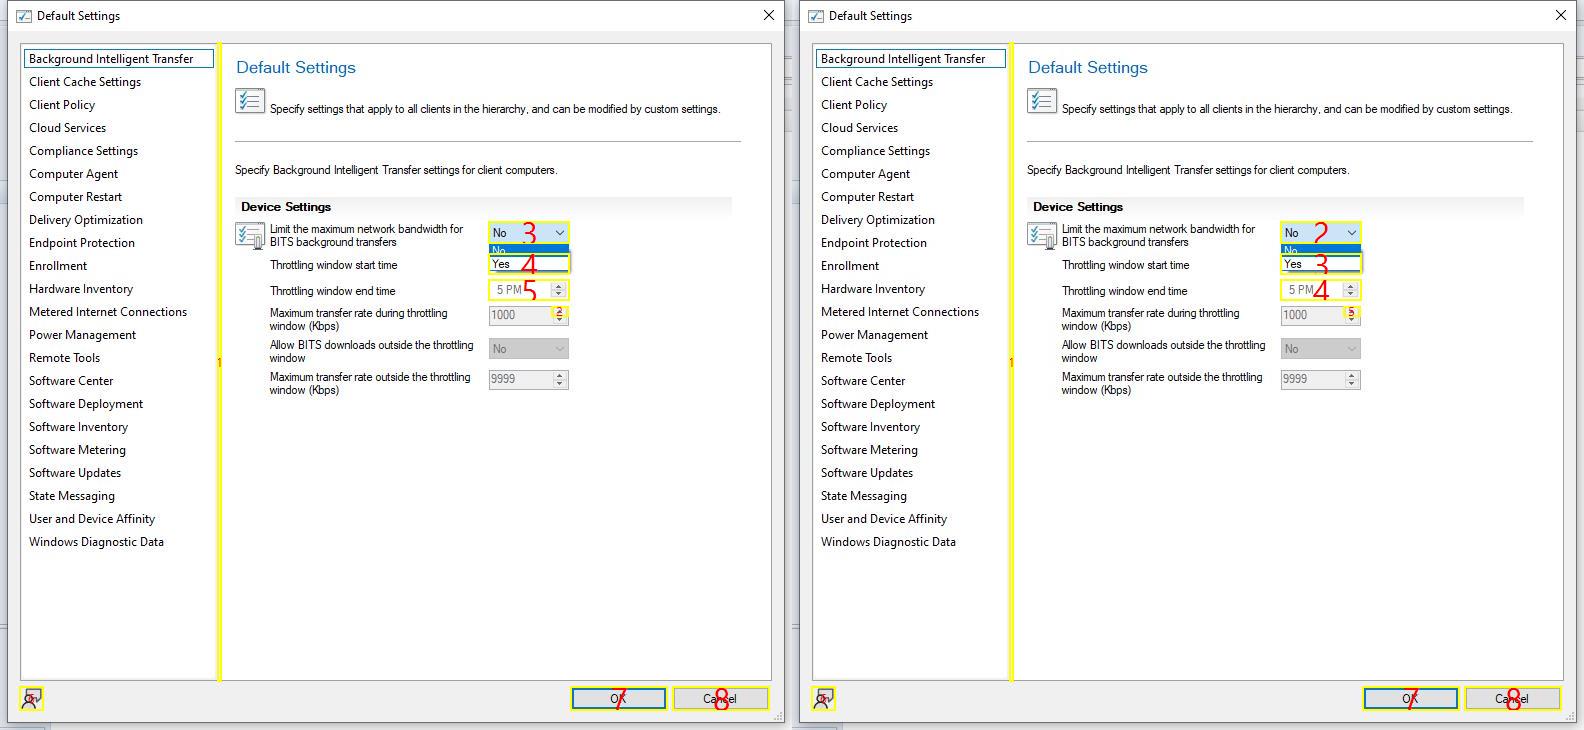 Default Settings
Background Intelligent Transfer
Client Cache Settings
Client Policy
Cloud Services
Compliance Settings
Computer Agent
Computer Restart
Delivery Optimization
Endpoint Protection
Enrollment
Hardware Inventory
Metered Internet Connections
Power Management
Remote Tools
Software Center
Software Deployment
Software Inventory
Software Metering
Software Updates
State Messaging
User and Device Affinity
Windows Diagnostic Data
1
Default Settings
Specify settings that apply to all clients in the hierarchy, and can be modified by custom settings.
Specify Background Intelligent Transfer settings for client computers.
Device Settings
Limit the maximum network bandwidth for
BITS background transfers
No 3
No
Throttling window start time
Yes 4
Throttling window end time
5 PM 5
Maximum transfer rate during throttling
window (Kbps)
1000 2
Allow BITS downloads outside the throttling
window
No
Maximum transfer rate outside the throttling
window (Kbps)
9999
OK 7
Cancel 8
Default Settings
Background Intelligent Transfer
Client Cache Settings
Client Policy
Cloud Services
Compliance Settings
Computer Agent
Computer Restart
Delivery Optimization
Endpoint Protection
Enrollment
Hardware Inventory
Metered Internet Connections
Power Management
Remote Tools
Software Center
Software Deployment
Software Inventory
Software Metering
Software Updates
State Messaging
User and Device Affinity
Windows Diagnostic Data
1
Default Settings
Specify settings that apply to all clients in the hierarchy, and can be modified by custom settings.
Specify Background Intelligent Transfer settings for client computers.
Device Settings
Limit the maximum network bandwidth for
BITS background transfers
No 2
No
Throttling window start time
Yes 3
Throttling window end time
5 PM 4
Maximum transfer rate during throttling
window (Kbps)
1000 5
Allow BITS downloads outside the throttling
window
No
Maximum transfer rate outside the throttling
window (Kbps)
9999
OK 7
Cancel 8